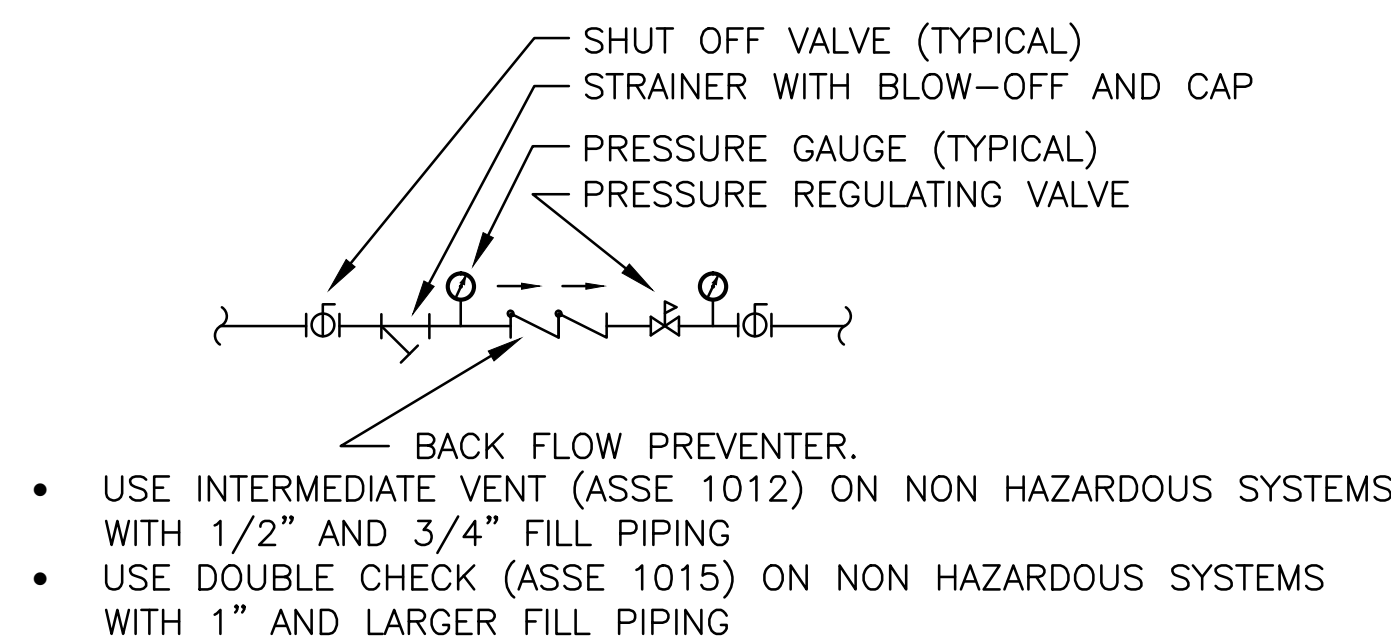 SHUT OFF VALVE (TYPICAL)
STRAINER WITH BLOW-OFF AND CAP
PRESSURE GAUGE (TYPICAL)
PRESSURE REGULATING VALVE
BACK FLOW PREVENTER.
• USE INTERMEDIATE VENT (ASSE 1012) ON NON HAZARDOUS SYSTEMS
WITH 1/2” AND 3/4” FILL PIPING
• USE DOUBLE CHECK (ASSE 1015) ON NON HAZARDOUS SYSTEMS
WITH 1” AND LARGER FILL PIPING